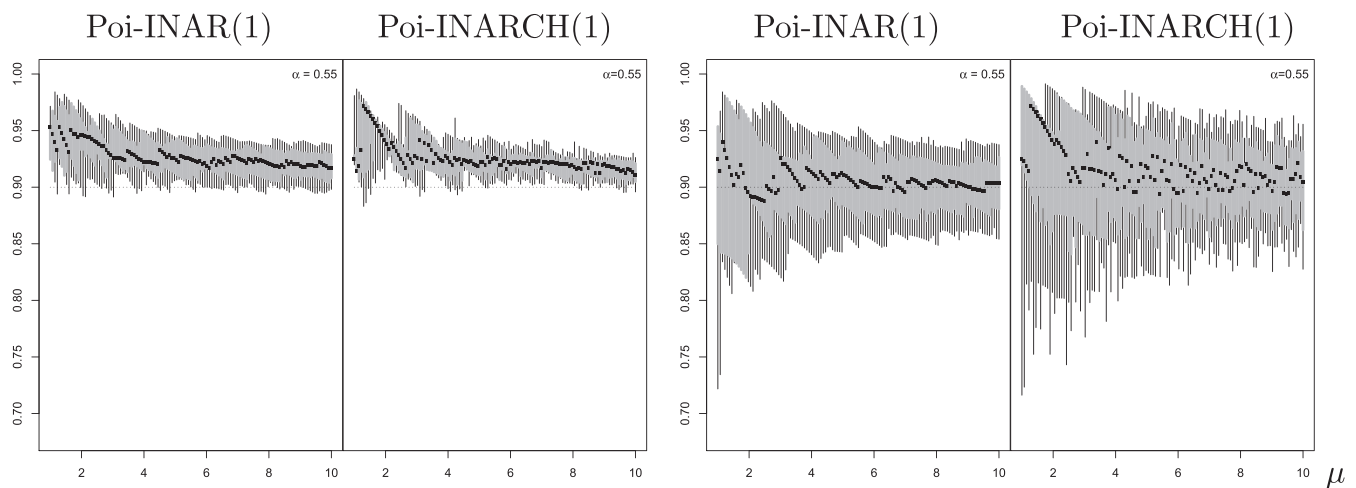 Poi-INAR(1) Poi-INARCH(1) Poi-INAR(1) Poi-INARCH(1)
α = 0.55 α=0.55 α = 0.55 α=0.55
1.00 1.00
0.95 0.95
0.90 0.90
0.85 0.85
0.80 0.80
0.75 0.75
0.70 0.70
2 4 6 8 10 2 4 6 8 10 2 4 6 8 10 2 4 6 8 10 μ